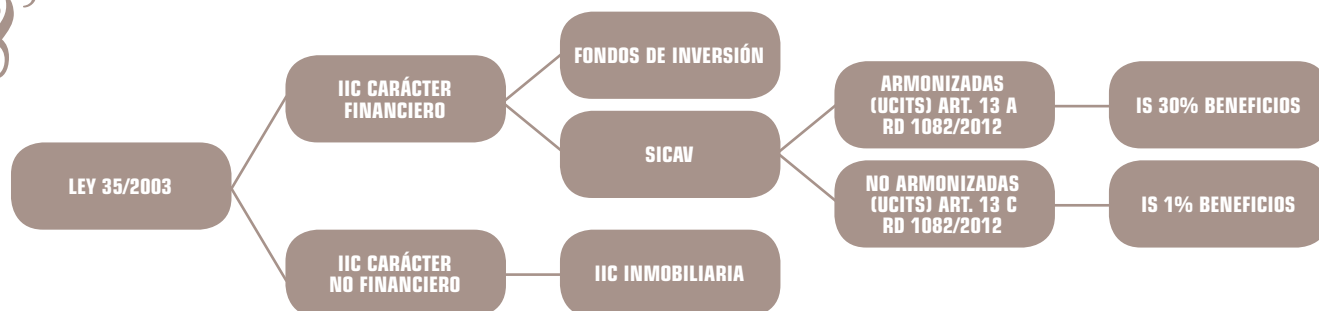 LEY 35/2003
IIC CARÁCTER
FINANCIERO
IIC CARÁCTER
NO FINANCIERO
FONDOS DE INVERSIÓN
SICAV
IIC INMOBILIARIA
ARMONIZADAS
(UCITS) ART. 13 A
RD 1082/2012
NO ARMONIZADAS
(UCITS) ART. 13 C
RD 1082/2012
IS 30% BENEFICIOS
IS 1% BENEFICIOS